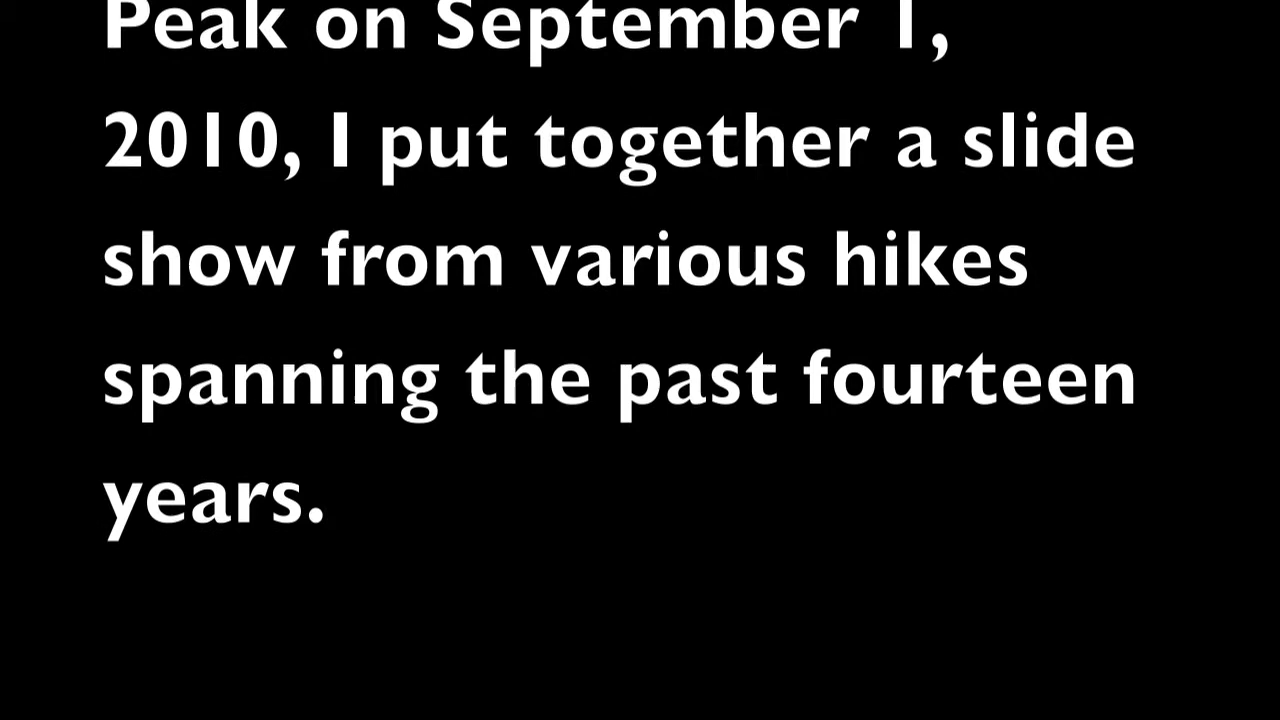 Peak on September 1,
2010, I put together a slide
show from various hikes
spanning the past fourteen
years.